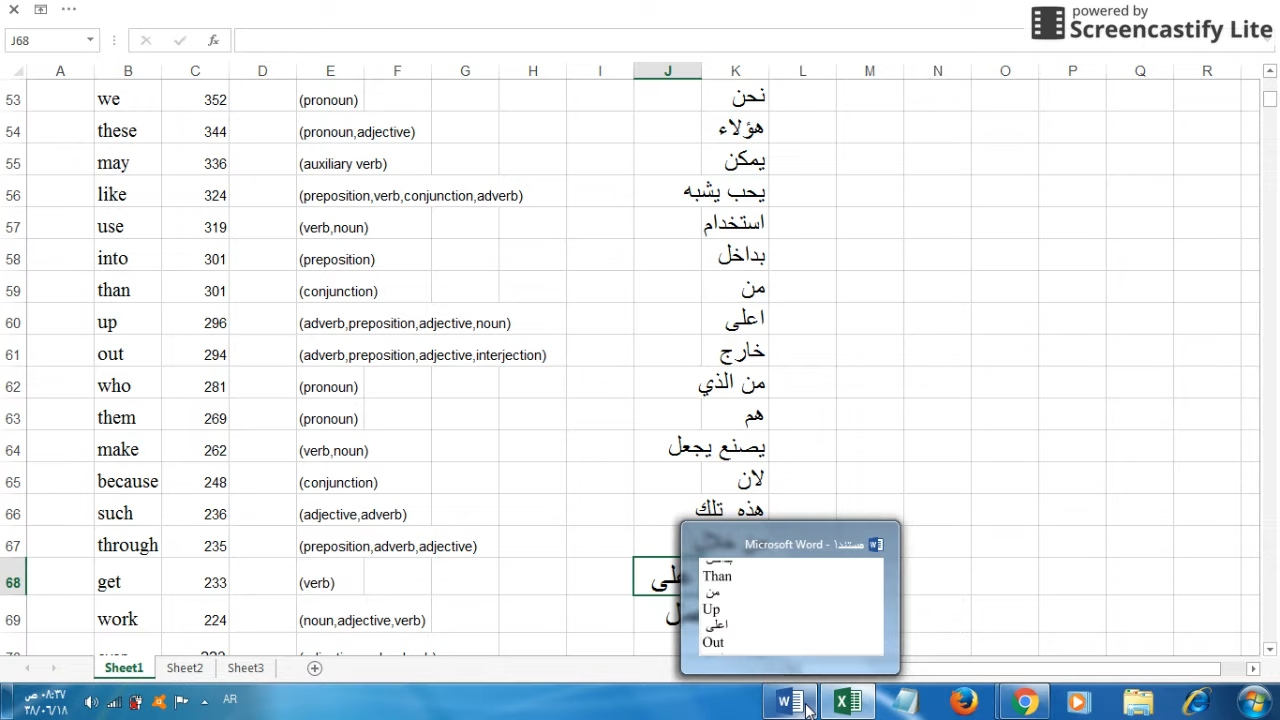 powered by
Screencastify Lite
J68
fx
A B C D E F G H I J K L M N O P Q R
53 we 352 (pronoun) نحن
54 these 344 (pronoun,adjective) هؤلاء
55 may 336 (auxiliary verb) يمكن
56 like 324 (preposition,verb,conjunction,adverb) يحب يشبه
57 use 319 (verb,noun) استخدام
58 into 301 (preposition) بداخل
59 than 301 (conjunction) من
60 up 296 (adverb,preposition,adjective,noun) اعلى
61 out 294 (adverb,preposition,adjective,interjection) خارج
62 who 281 (pronoun) من الذي
63 them 269 (pronoun) هم
64 make 262 (verb,noun) يصنع يجعل
65 because 248 (conjunction) لان
66 such 236 (adjective,adverb) هذه تلك
67 through 235 (preposition,adverb,adjective)
68 get 233 (verb)
69 work 224 (noun,adjective,verb)
مستند١ - Microsoft Word
Than
من
Up
اعلى
Out
Sheet1 Sheet2 Sheet3
٠٨:٣٧ ص
٣٨/٠٦/١٨
AR